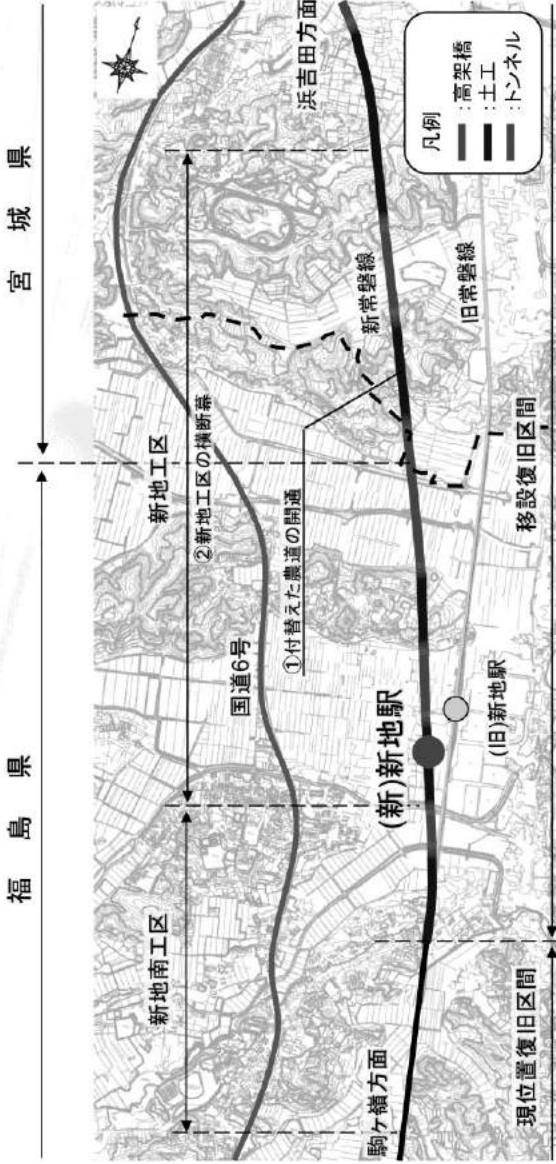 福島県
宮城県
新地南工区
新地工区
②新地工区の横断幕
国道6号
①付替えた農道の開通
浜吉田方面
新常磐線
旧常磐線
(新)新地駅
(旧)新地駅
駒ヶ嶺方面
現位置復旧区間
移設復旧区間
凡例
:高架橋
:土工
:トンネル